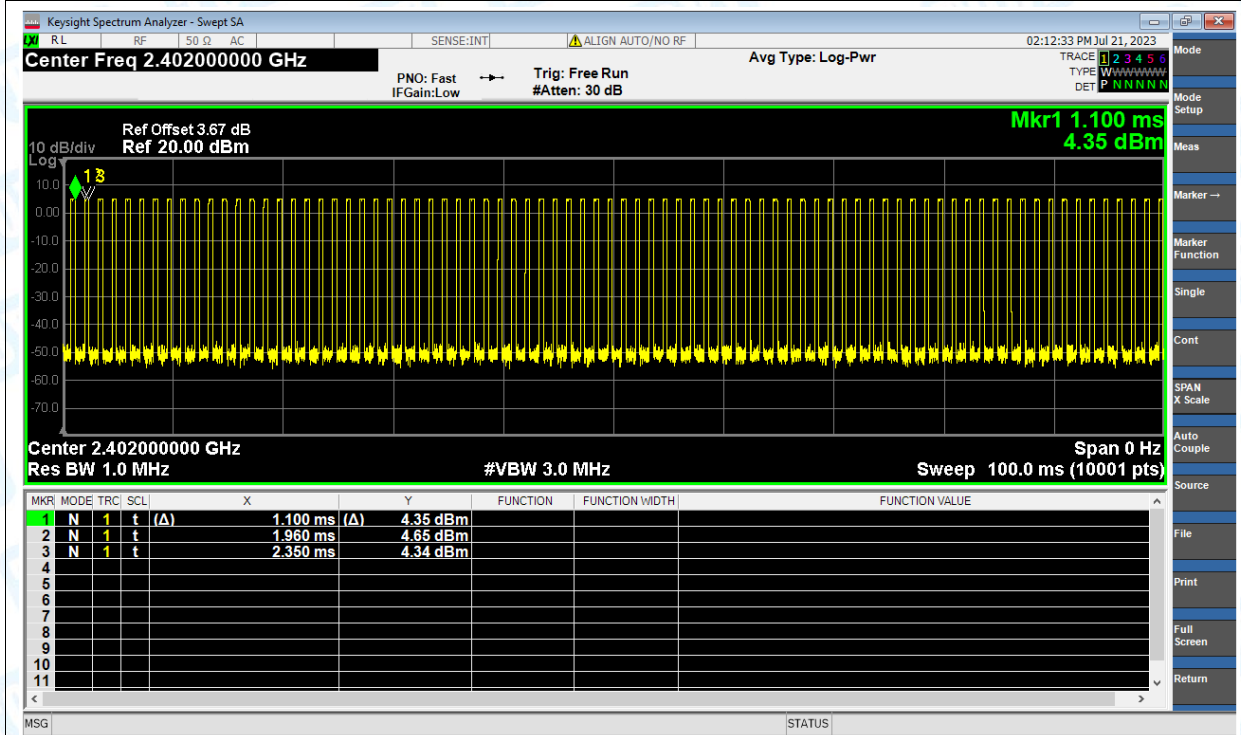 Keysight Spectrum Analyzer - Swept SA
LXI RL RF 50 Ω AC SENSE:INT ALIGN AUTO/NO RF 02:12:33 PM Jul 21, 2023
Center Freq 2.402000000 GHz
Avg Type: Log-Pwr
TRACE 1 2 3 4 5 6
PNO: Fast Trig: Free Run
TYPE WWWWWW
IFGain:Low #Atten: 30 dB
DET P N N N N N
Mkr1 1.100 ms
4.35 dBm
Ref Offset 3.67 dB
10 dB/div Ref 20.00 dBm
Log
1 3
10.0
0.00
-10.0
-20.0
-30.0
-40.0
-50.0
-60.0
-70.0
Center 2.402000000 GHz Span 0 Hz
Res BW 1.0 MHz #VBW 3.0 MHz Sweep 100.0 ms (10001 pts)
MKR MODE TRC SCL X Y FUNCTION FUNCTION WIDTH FUNCTION VALUE
1 N 1 t (Δ) 1.100 ms (Δ) 4.35 dBm
2 N 1 t 1.960 ms 4.65 dBm
3 N 1 t 2.350 ms 4.34 dBm
4
5
6
7
8
9
10
11
MSG STATUS
Mode
Mode
Setup
Meas
Marker →
Marker
Function
Single
Cont
SPAN
X Scale
Auto
Couple
Source
File
Print
Full
Screen
Return